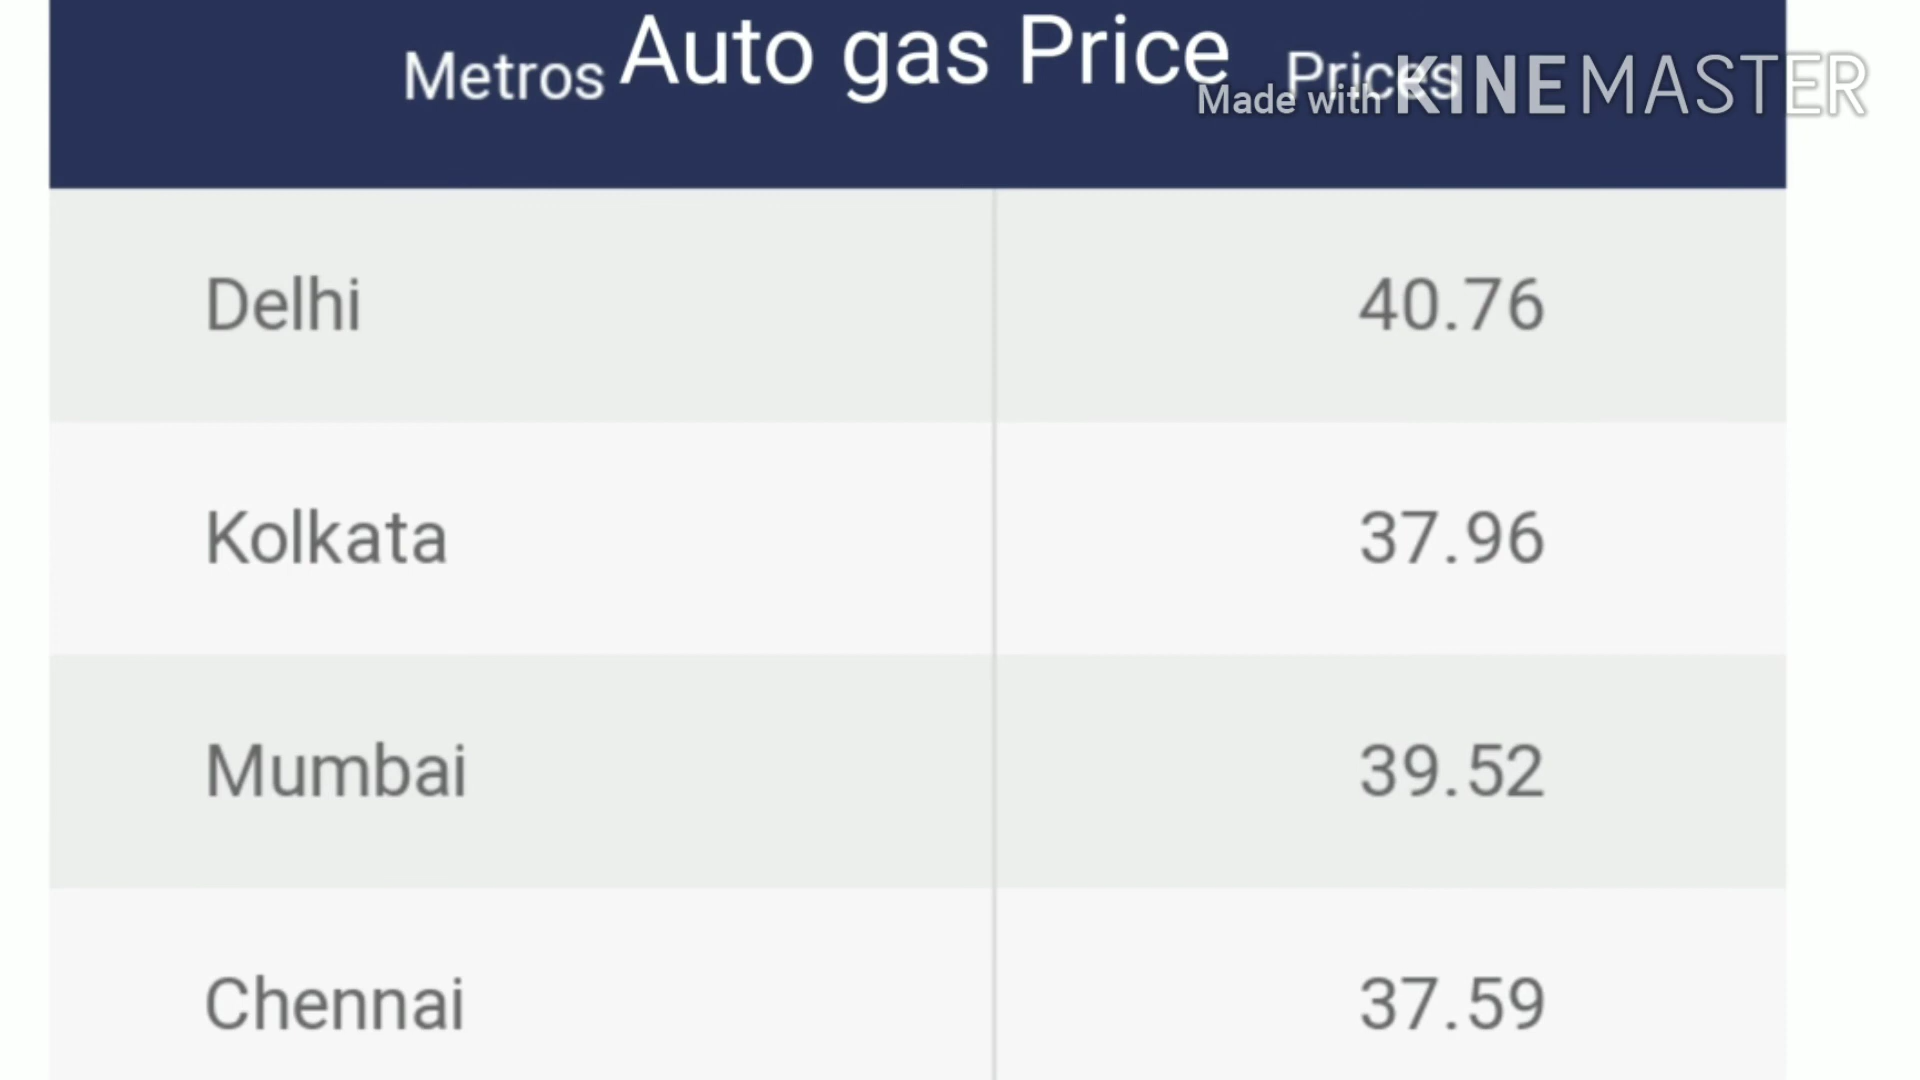 Auto gas Price
Metros Prices
Made with KINEMASTER
Delhi 40.76
Kolkata 37.96
Mumbai 39.52
Chennai 37.59